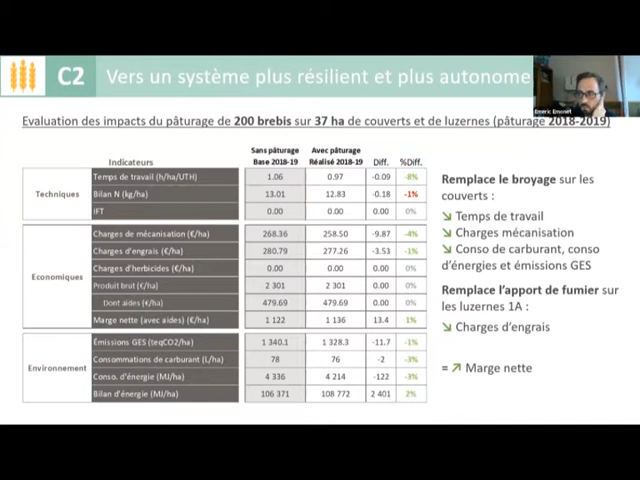 C2
Vers un système plus résilient et plus autonome
Emeric Emonet
Evaluation des impacts du pâturage de 200 brebis sur 37 ha de couverts et de luzernes (pâturage 2018-2019)
Indicateurs Sans pâturage Base 2018-19 Avec pâturage Réalisé 2018-19 Diff. %Diff.
Techniques
Temps de travail (h/ha/UTH) 1.06 0.97 -0.09 -8%
Bilan N (kg/ha) 13.01 12.83 -0.18 -1%
IFT 0.00 0.00 0.00 0%
Economiques
Charges de mécanisation (€/ha) 268.36 258.50 -9.87 -4%
Charges d'engrais (€/ha) 280.79 277.26 -3.53 -1%
Charges d'herbicides (€/ha) 0.00 0.00 0.00 0%
Produit brut (€/ha) 2 301 2 301 0.00 0%
Dont aides (€/ha) 479.69 479.69 0.00 0%
Marge nette (avec aides) (€/ha) 1 122 1 136 13.4 1%
Environnement
Émissions GES (teqCO2/ha) 1 340.1 1 328.3 -11.7 -1%
Consommations de carburant (L/ha) 78 76 -2 -3%
Conso. d'énergie (MJ/ha) 4 336 4 214 -122 -3%
Bilan d'énergie (MJ/ha) 106 371 108 772 2 401 2%
Remplace le broyage sur les
couverts :
↘ Temps de travail
↘ Charges mécanisation
↘ Conso de carburant, conso
d'énergies et émissions GES
Remplace l'apport de fumier sur
les luzernes 1A :
↘ Charges d'engrais
= ↗ Marge nette